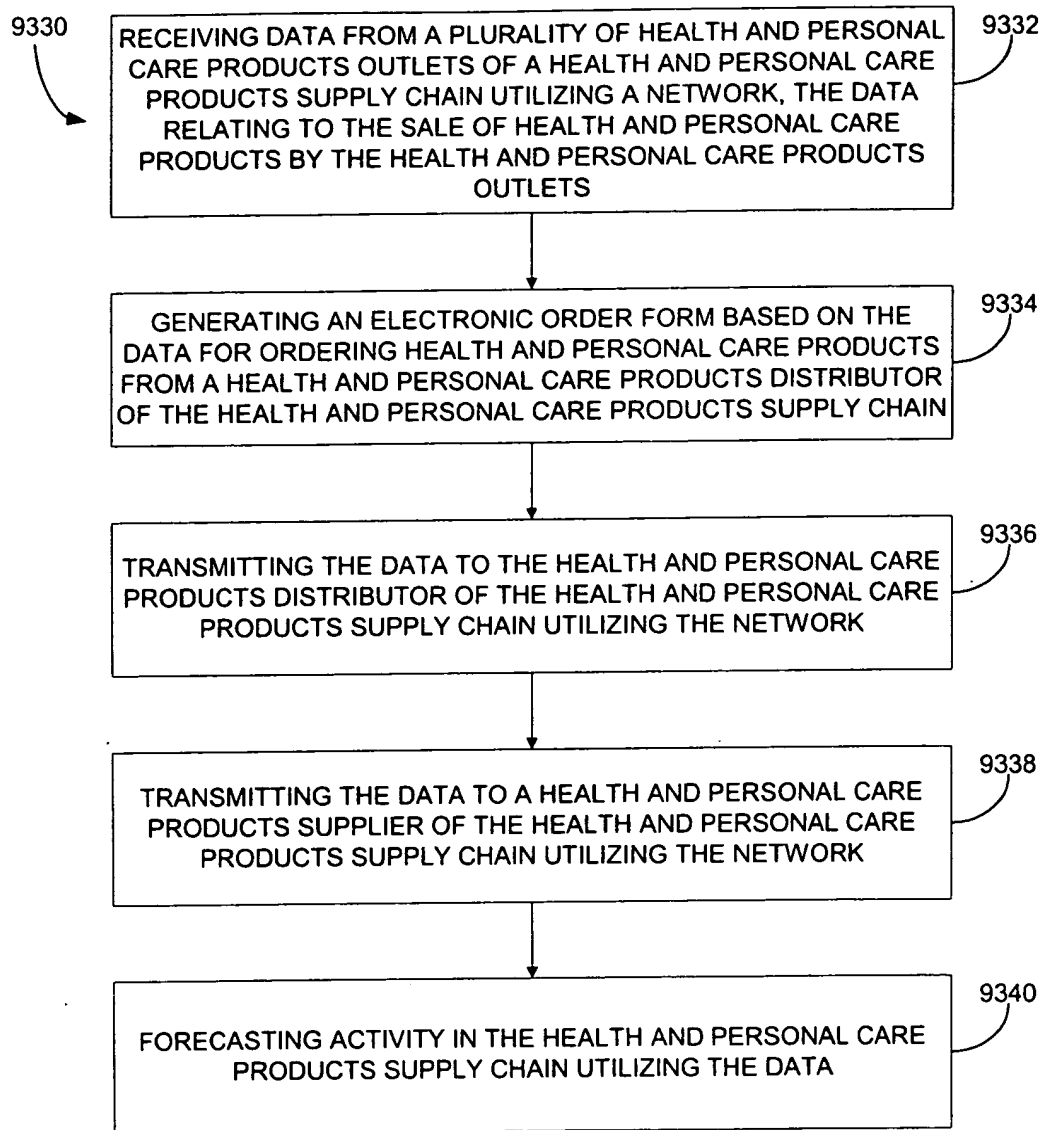 9330
9332
RECEIVING DATA FROM A PLURALITY OF HEALTH AND PERSONAL
CARE PRODUCTS OUTLETS OF A HEALTH AND PERSONAL CARE
PRODUCTS SUPPLY CHAIN UTILIZING A NETWORK, THE DATA
RELATING TO THE SALE OF HEALTH AND PERSONAL CARE
PRODUCTS BY THE HEALTH AND PERSONAL CARE PRODUCTS
OUTLETS
9334
GENERATING AN ELECTRONIC ORDER FORM BASED ON THE
DATA FOR ORDERING HEALTH AND PERSONAL CARE PRODUCTS
FROM A HEALTH AND PERSONAL CARE PRODUCTS DISTRIBUTOR
OF THE HEALTH AND PERSONAL CARE PRODUCTS SUPPLY CHAIN
9336
TRANSMITTING THE DATA TO THE HEALTH AND PERSONAL CARE
PRODUCTS DISTRIBUTOR OF THE HEALTH AND PERSONAL CARE
PRODUCTS SUPPLY CHAIN UTILIZING THE NETWORK
9338
TRANSMITTING THE DATA TO A HEALTH AND PERSONAL CARE
PRODUCTS SUPPLIER OF THE HEALTH AND PERSONAL CARE
PRODUCTS SUPPLY CHAIN UTILIZING THE NETWORK
9340
FORECASTING ACTIVITY IN THE HEALTH AND PERSONAL CARE
PRODUCTS SUPPLY CHAIN UTILIZING THE DATA